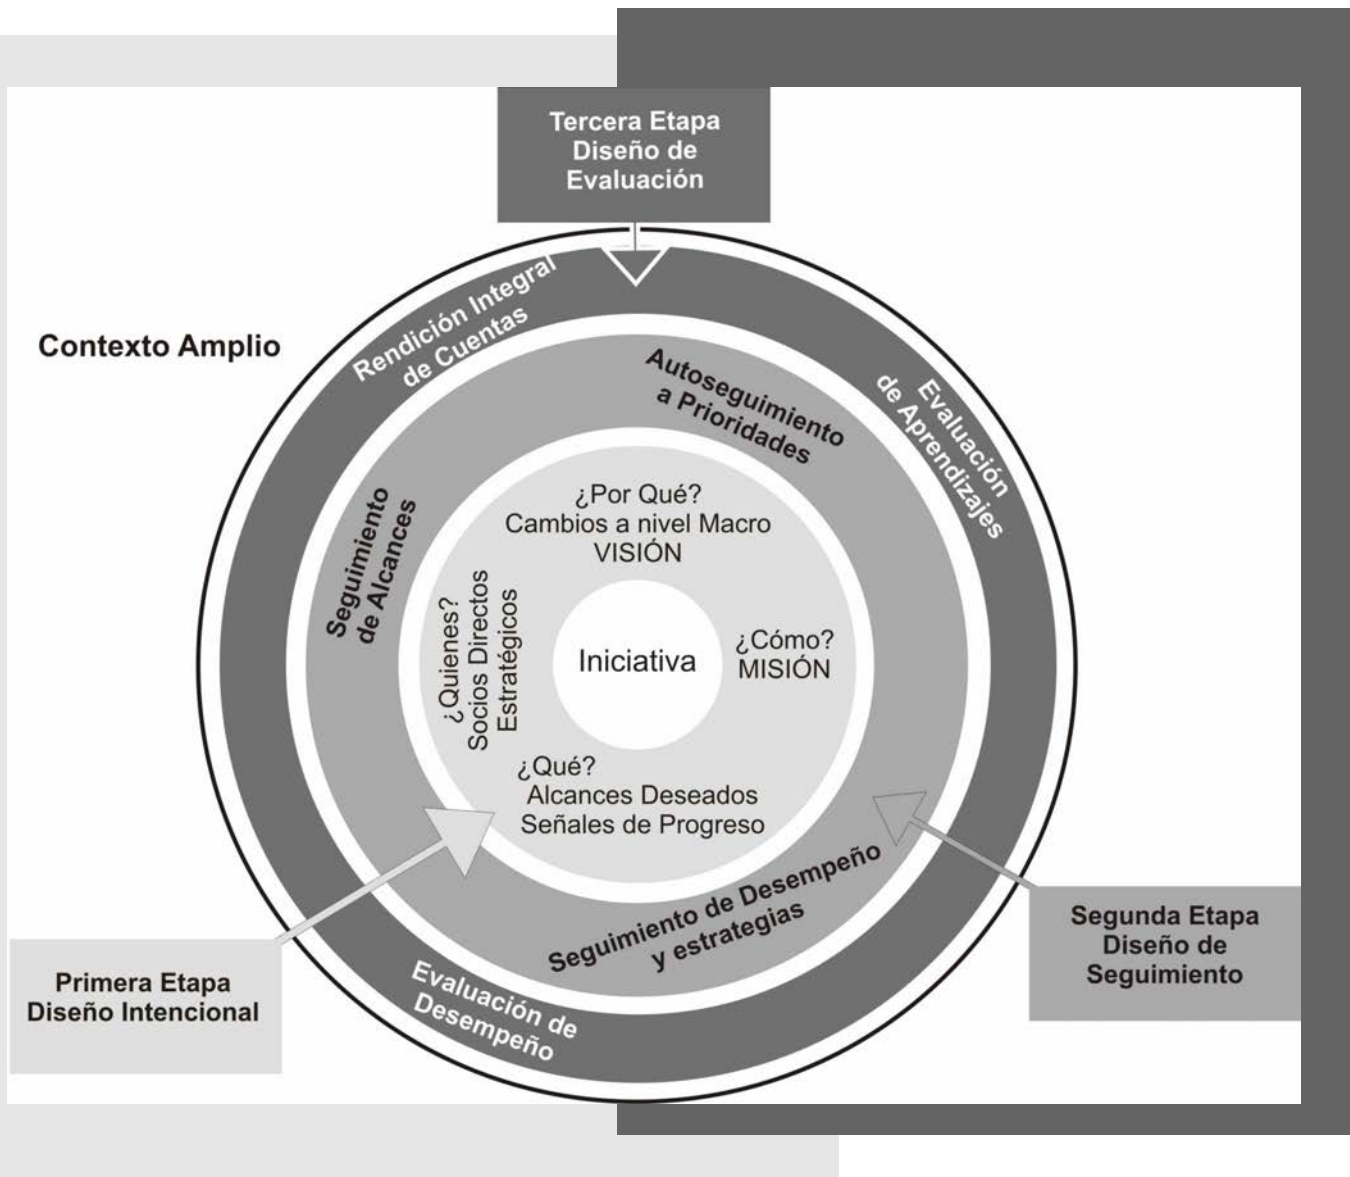 Tercera Etapa
Diseño de
Evaluación
Contexto Amplio
Rendición Integral
de Cuentas
Autoseguimiento
a Prioridades
Evaluación
de Aprendizajes
Seguimiento
de Alcances
¿Por Qué?
Cambios a nivel Macro
VISIÓN
¿Quienes?
Socios Directos
Estratégicos
Iniciativa
¿Cómo?
MISIÓN
¿Qué?
Alcances Deseados
Señales de Progreso
Seguimiento de Desempeño
y estrategias
Evaluación de
Desempeño
Primera Etapa
Diseño Intencional
Segunda Etapa
Diseño de
Seguimiento